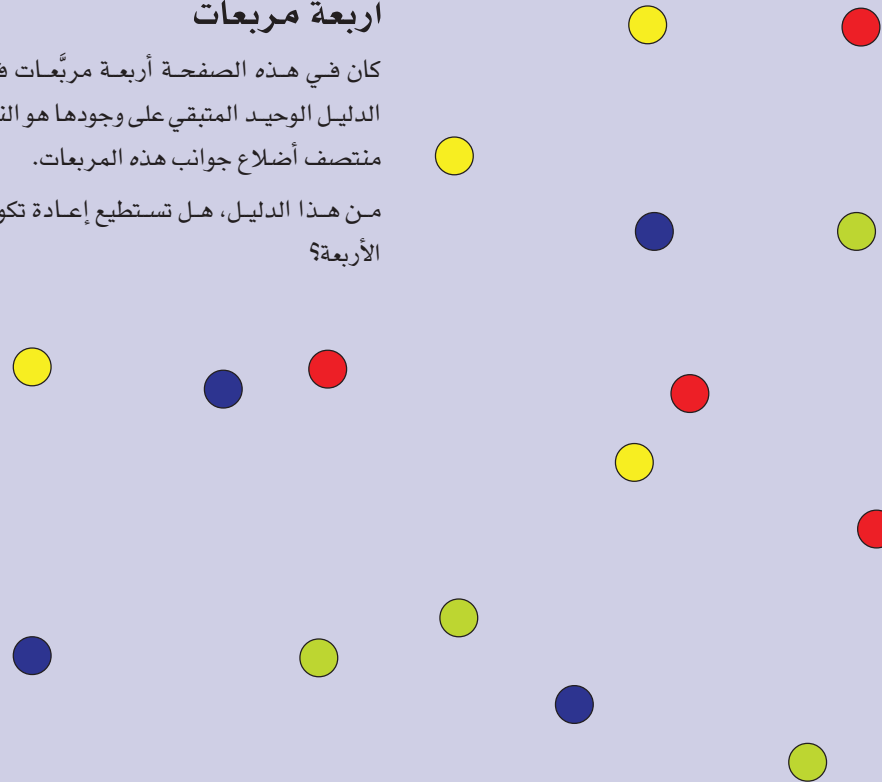 أربعة مربعات
كان في هذه الصفحة أربعة مربَّعات
الدليل الوحيد المتبقي على وجودها هو
منتصف أضلاع جوانب هذه المربعات.
من هذا الدليل، هل تستطيع إعادة
الأربعة؟